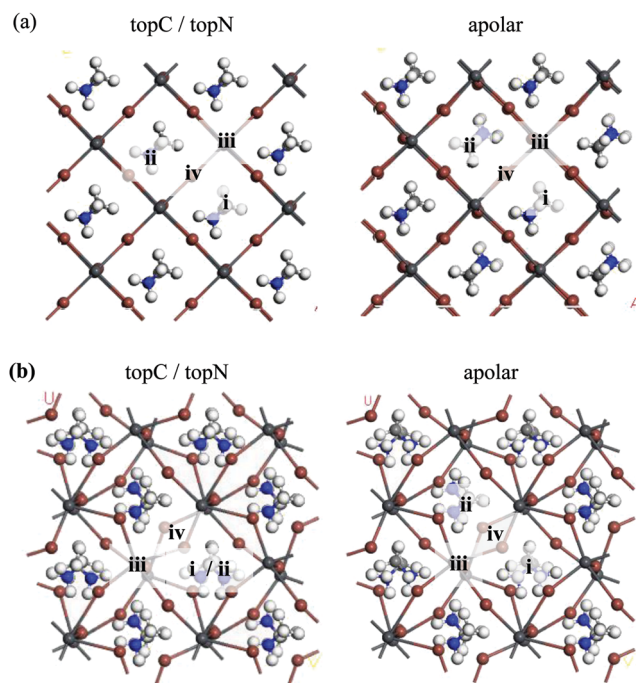 (a)
topC / topN
apolar
iii
ii
iv
i
iii
ii
iv
i
A
(b)
topC / topN
apolar
U
U
iv
iii
i / ii
ii
iv
iii
i
V
V